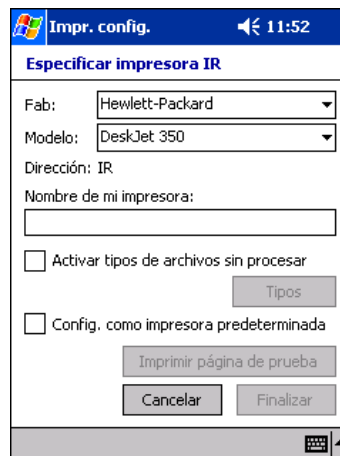 Impr. config. 11:52
Especificar impresora IR
Fab: Hewlett-Packard
Modelo: DeskJet 350
Dirección: IR
Nombre de mi impresora:
Activar tipos de archivos sin procesar
Tipos
Config. como impresora predeterminada
Imprimir página de prueba
Cancelar Finalizar